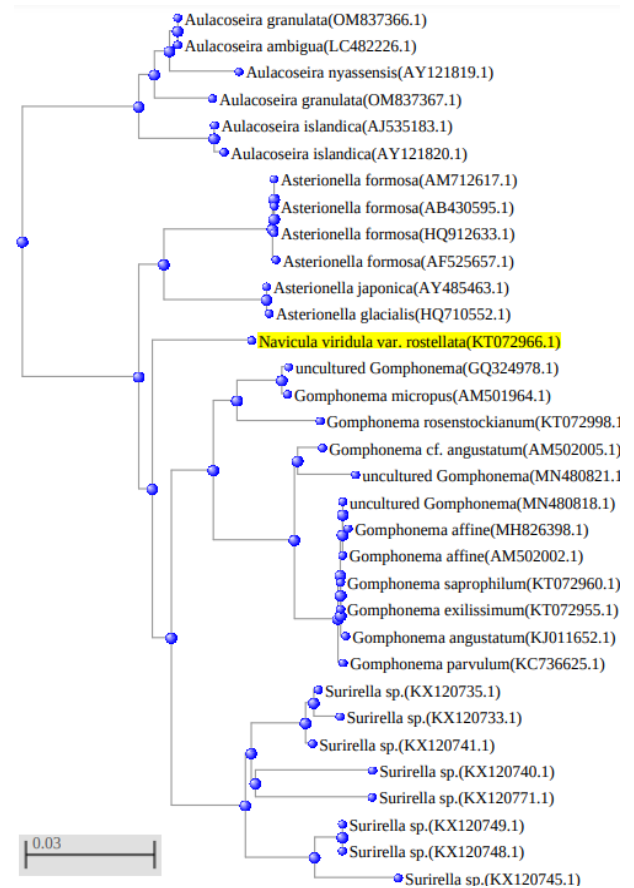 Aulacoseira granulata(OM837366.1)
Aulacoseira ambigua(LC482226.1)
Aulacoseira nyassensis(AY121819.1)
Aulacoseira granulata(OM837367.1)
Aulacoseira islandica(AJ535183.1)
Aulacoseira islandica(AY121820.1)
Asterionella formosa(AM712617.1)
Asterionella formosa(AB430595.1)
Asterionella formosa(HQ912633.1)
Asterionella formosa(AF525657.1)
Asterionella japonica(AY485463.1)
Asterionella glacialis(HQ710552.1)
Navicula viridula var. rostellata(KT072966.1)
uncultured Gomphonema(GQ324978.1)
Gomphonema micropus(AM501964.1)
Gomphonema rosenstockianum(KT072998.1
Gomphonema cf. angustatum(AM502005.1)
uncultured Gomphonema(MN480821.1
uncultured Gomphonema(MN480818.1)
Gomphonema affine(MH826398.1)
Gomphonema affine(AM502002.1)
Gomphonema saprophilum(KT072960.1)
Gomphonema exilissimum(KT072955.1)
Gomphonema angustatum(KJ011652.1)
Gomphonema parvulum(KC736625.1)
Surirella sp.(KX120735.1)
Surirella sp.(KX120733.1)
Surirella sp.(KX120741.1)
Surirella sp.(KX120740.1)
Surirella sp.(KX120771.1)
Surirella sp.(KX120749.1)
Surirella sp.(KX120748.1)
Surirella sp.(KX120745.1)
0.03